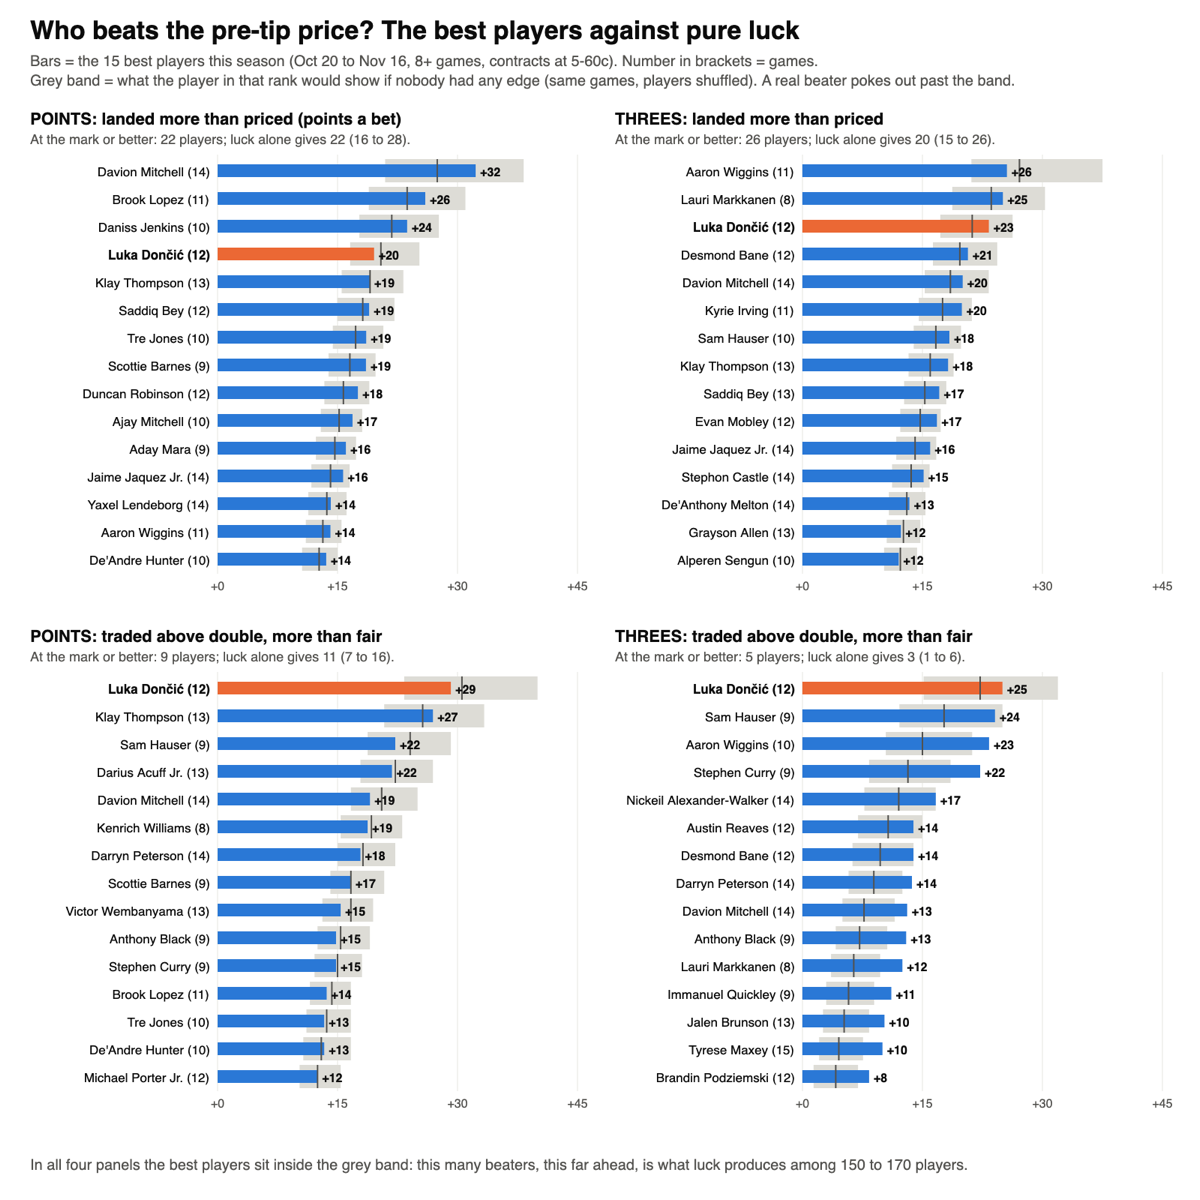 Who beats the pre-tip price? The best players against pure luck
Bars = the 15 best players this season (Oct 20 to Nov 16, 8+ games, contracts at 5-60c). Number in brackets = games.
Grey band = what the player in that rank would show if nobody had any edge (same games, players shuffled). A real beater pokes out past the band.
POINTS: landed more than priced (points a bet)
At the mark or better: 22 players; luck alone gives 22 (16 to 28).
Davion Mitchell (14) +32
Brook Lopez (11) +26
Daniss Jenkins (10) +24
Luka Dončić (12) +20
Klay Thompson (13) +19
Saddiq Bey (12) +19
Tre Jones (10) +19
Scottie Barnes (9) +19
Duncan Robinson (12) +18
Ajay Mitchell (10) +17
Aday Mara (9) +16
Jaime Jaquez Jr. (14) +16
Yaxel Lendeborg (14) +14
Aaron Wiggins (11) +14
De'Andre Hunter (10) +14
+0 +15 +30 +45
THREES: landed more than priced
At the mark or better: 26 players; luck alone gives 20 (15 to 26).
Aaron Wiggins (11) +26
Lauri Markkanen (8) +25
Luka Dončić (12) +23
Desmond Bane (12) +21
Davion Mitchell (14) +20
Kyrie Irving (11) +20
Sam Hauser (10) +18
Klay Thompson (13) +18
Saddiq Bey (13) +17
Evan Mobley (12) +17
Jaime Jaquez Jr. (14) +16
Stephon Castle (14) +15
De'Anthony Melton (14) +13
Grayson Allen (13) +12
Alperen Sengun (10) +12
+0 +15 +30 +45
POINTS: traded above double, more than fair
At the mark or better: 9 players; luck alone gives 11 (7 to 16).
Luka Dončić (12) +29
Klay Thompson (13) +27
Sam Hauser (9) +22
Darius Acuff Jr. (13) +22
Davion Mitchell (14) +19
Kenrich Williams (8) +19
Darryn Peterson (14) +18
Scottie Barnes (9) +17
Victor Wembanyama (13) +15
Anthony Black (9) +15
Stephen Curry (9) +15
Brook Lopez (11) +14
Tre Jones (10) +13
De'Andre Hunter (10) +13
Michael Porter Jr. (12) +12
+0 +15 +30 +45
THREES: traded above double, more than fair
At the mark or better: 5 players; luck alone gives 3 (1 to 6).
Luka Dončić (12) +25
Sam Hauser (9) +24
Aaron Wiggins (10) +23
Stephen Curry (9) +22
Nickeil Alexander-Walker (14) +17
Austin Reaves (12) +14
Desmond Bane (12) +14
Darryn Peterson (14) +14
Davion Mitchell (14) +13
Anthony Black (9) +13
Lauri Markkanen (8) +12
Immanuel Quickley (9) +11
Jalen Brunson (13) +10
Tyrese Maxey (15) +10
Brandin Podziemski (12) +8
+0 +15 +30 +45
In all four panels the best players sit inside the grey band: this many beaters, this far ahead, is what luck produces among 150 to 170 players.